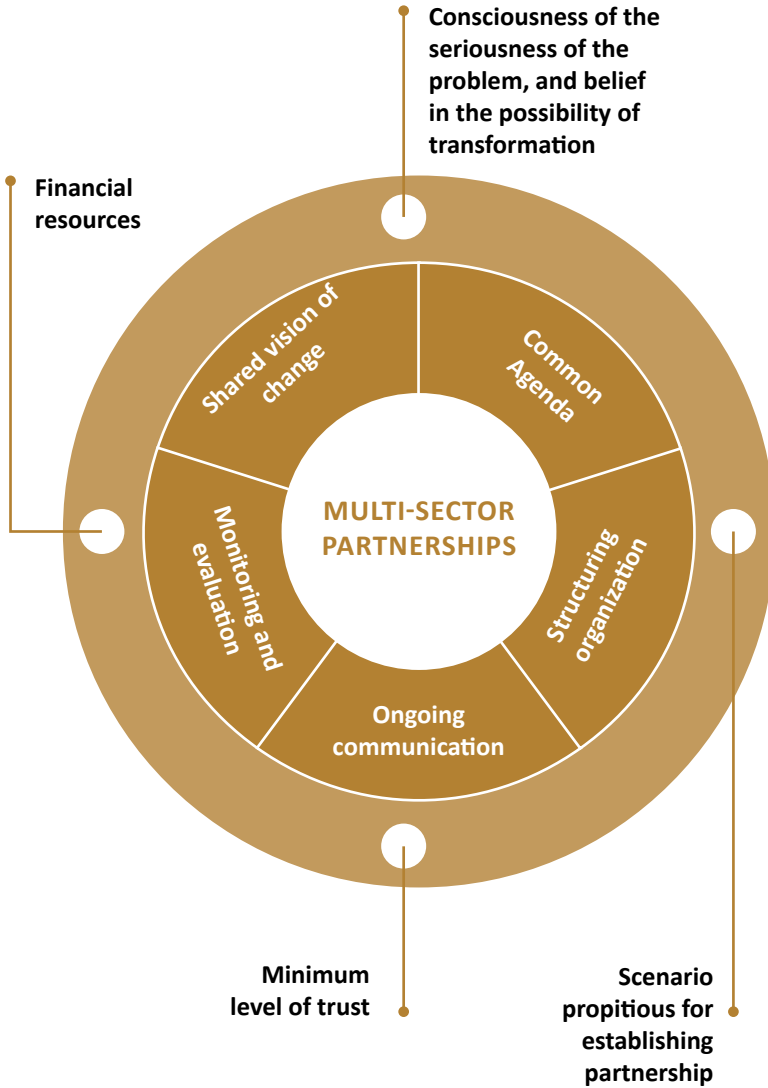 Consciousness of the
seriousness of the
problem, and belief
in the possibility of
transformation
Financial
resources
Shared vision of
change
Common
Agenda
MULTI-SECTOR
PARTNERSHIPS
Monitoring and
evaluation
Structuring
organization
Ongoing
communication
Minimum
level of trust
Scenario
propitious for
establishing
partnership